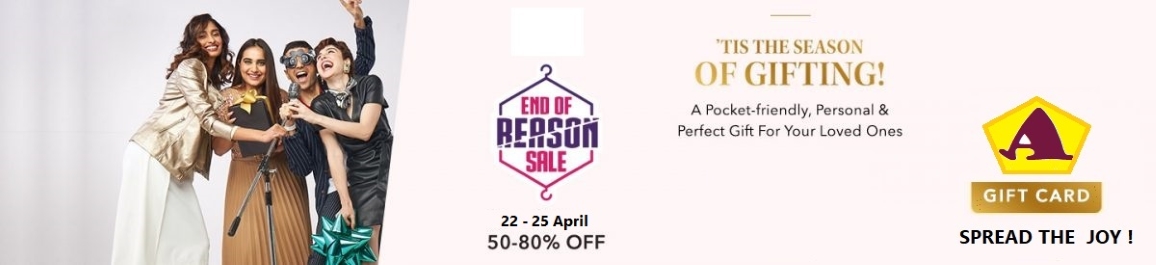 END OF
REASON
SALE
22 - 25 April
50-80% OFF
'TIS THE SEASON
OF GIFTING!
A Pocket-friendly, Personal &
Perfect Gift For Your Loved Ones
A
GIFT CARD
SPREAD THE JOY !